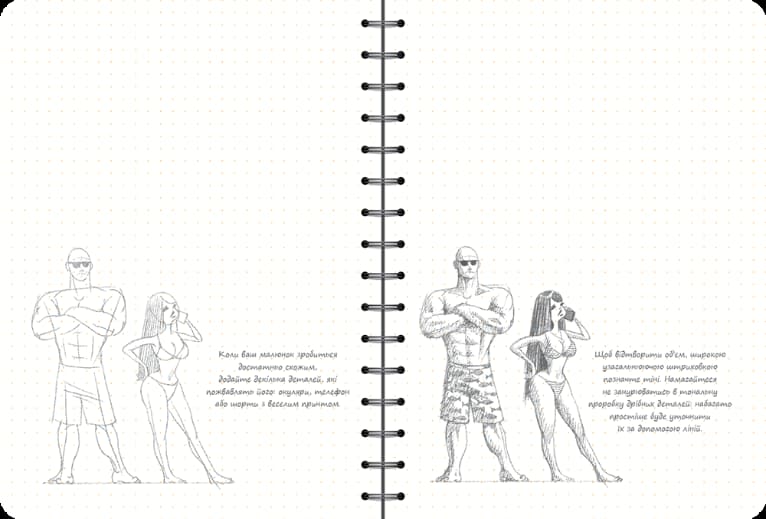 Коли ваш малюнок зробиться
достатньо схожим,
додайте декілька деталей, які
пожвавлять його: окуляри, телефон
або шорти з веселим принтом.
Щоб відтворити об'єм, широкою
узагальнюючою штриховкою
позначте тіні. Намагайтеся
не занурюватись в тональну
проробку дрібних деталей: набагато
простіше буде уточнити
їх за допомогою ліній.